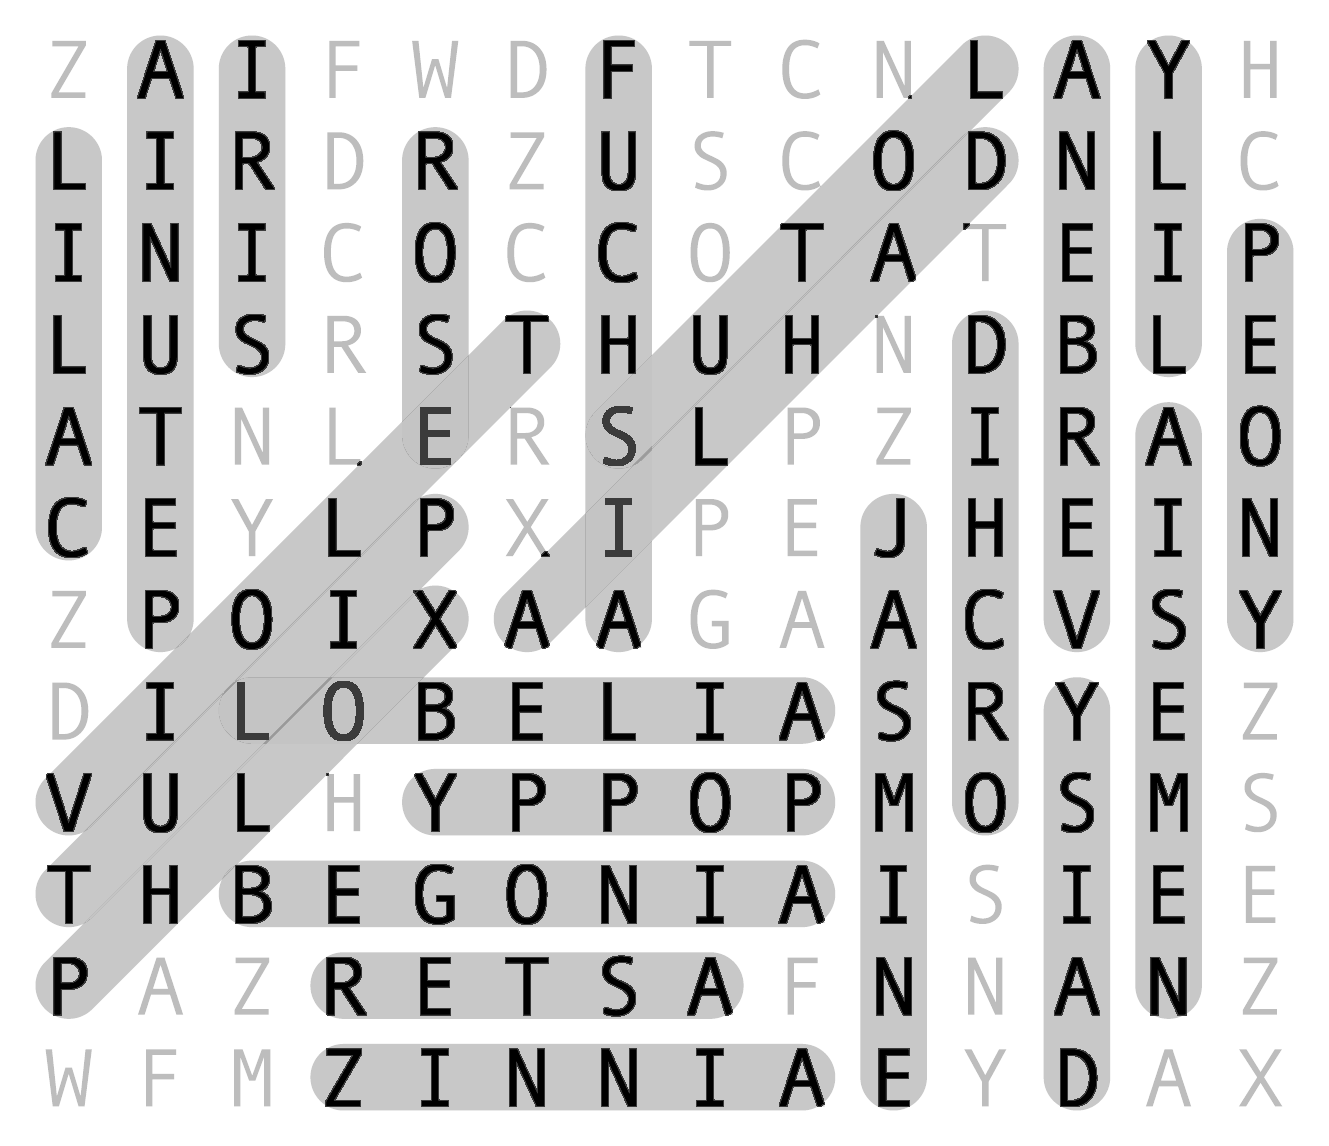 Z A I F W D F T C N L A Y H
L I R D R Z U S C O D N L C
I N I C O C C O T A T E I P
L U S R S T H U H N D B L E
A T N L E R S L P Z I R A O
C E Y L P X I P E J H E I N
Z P O I X A A G A A C V S Y
D I L O B E L I A S R Y E Z
V U L H Y P P O P M O S M S
T H B E G O N I A I S I E E
P A Z R E T S A F N N A N Z
W F M Z I N N I A E Y D A X